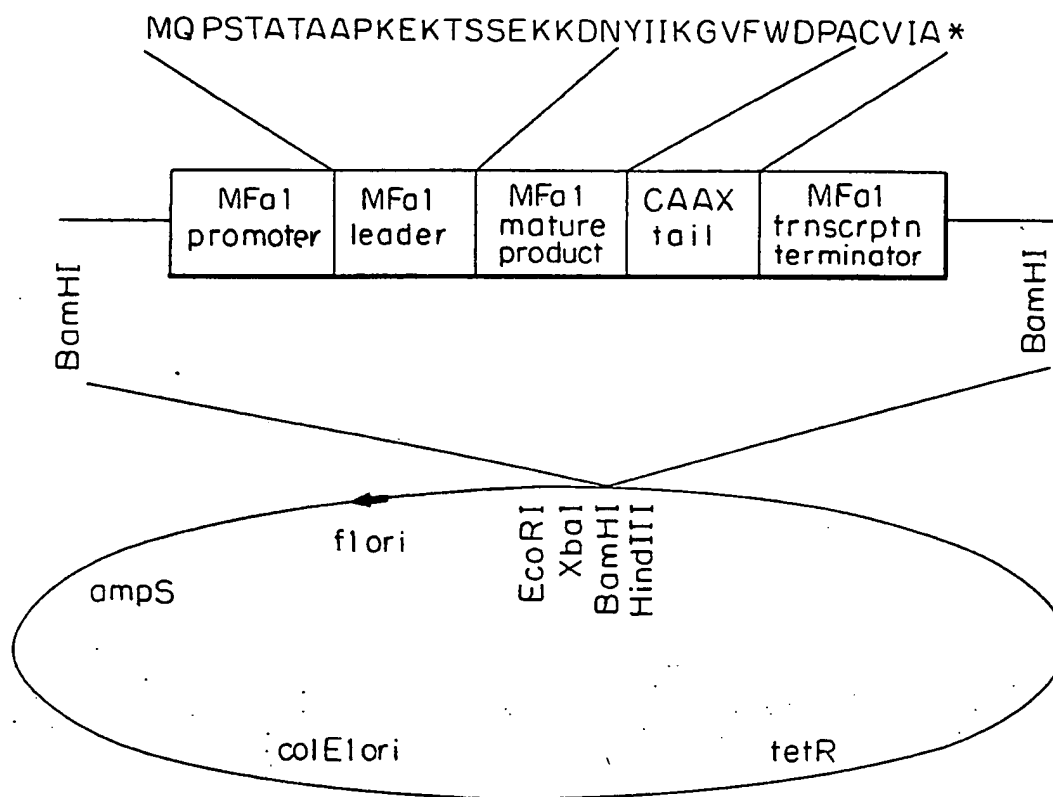 MQPSTATAAPKEKTSSEKKDNYIIKGVFWDPACVIA*
MFa1
promoter
MFa1
leader
MFa1
mature
product
CAAX
tail
MFa1
trnscrptn
terminator
BamHI
BamHI
f1ori
EcoRI
XbaI
BamHI
HindIII
ampS
colE1ori
tetR